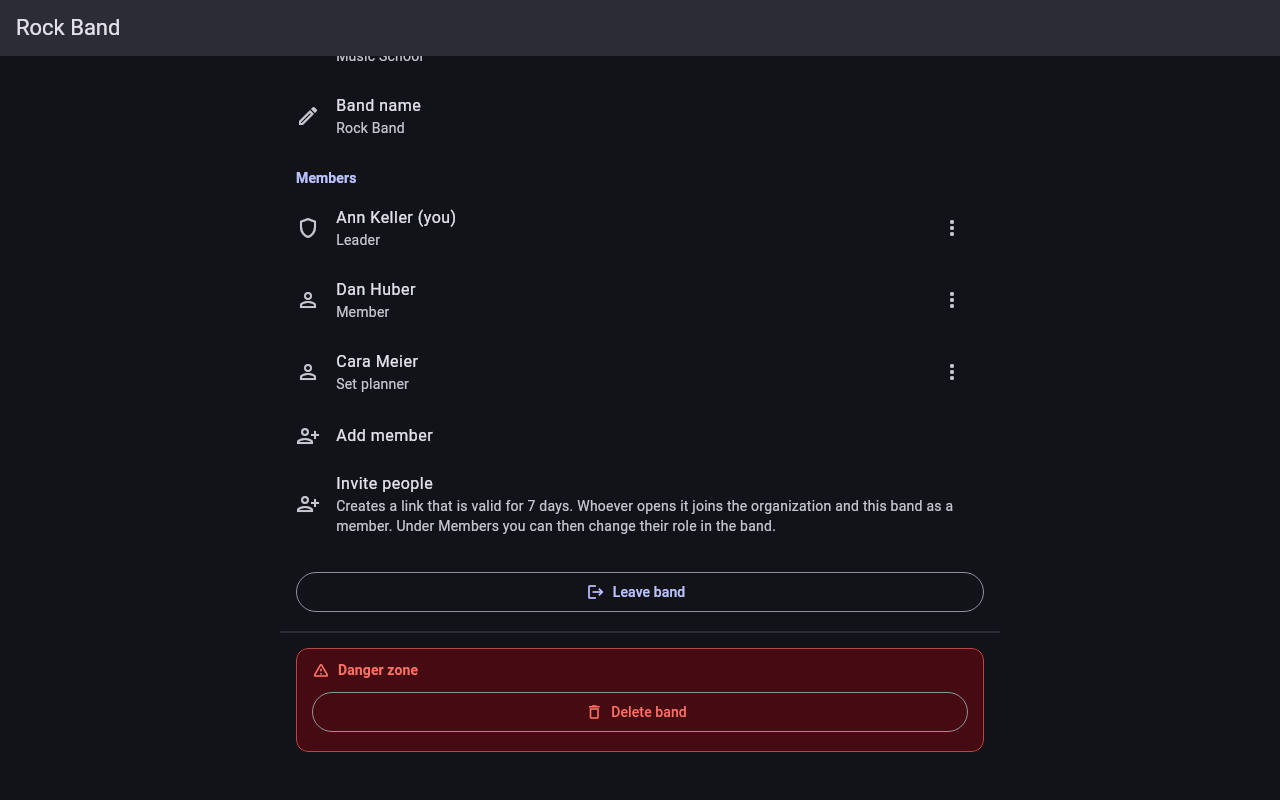 Rock Band
Music School
Band name
Rock Band
Members
Ann Keller (you)
Leader
Dan Huber
Member
Cara Meier
Set planner
Add member
Invite people
Creates a link that is valid for 7 days. Whoever opens it joins the organization and this band as a
member. Under Members you can then change their role in the band.
Leave band
Danger zone
Delete band